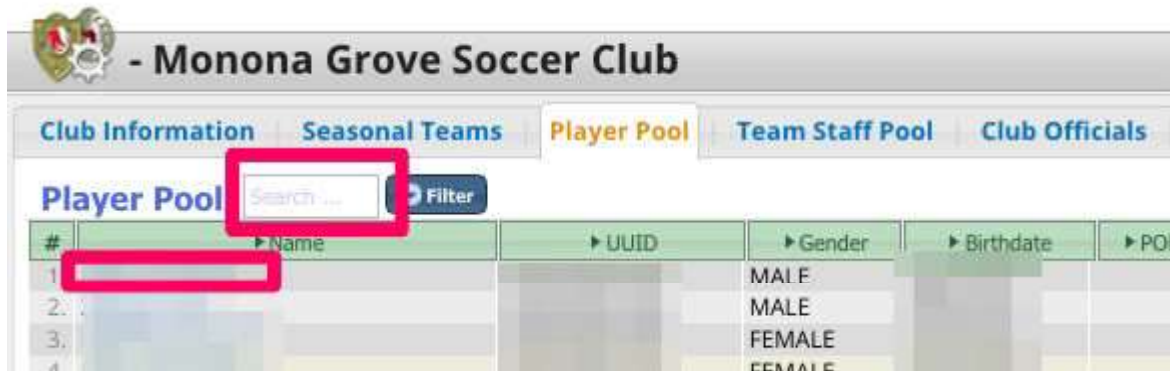 - Monona Grove Soccer Club
Club Information Seasonal Teams Player Pool Team Staff Pool Club Officials
Player Pool Search ... Filter
# Name UUID Gender Birthdate
1. MALE
2. MALE
3. FEMALE
4. FEMALE